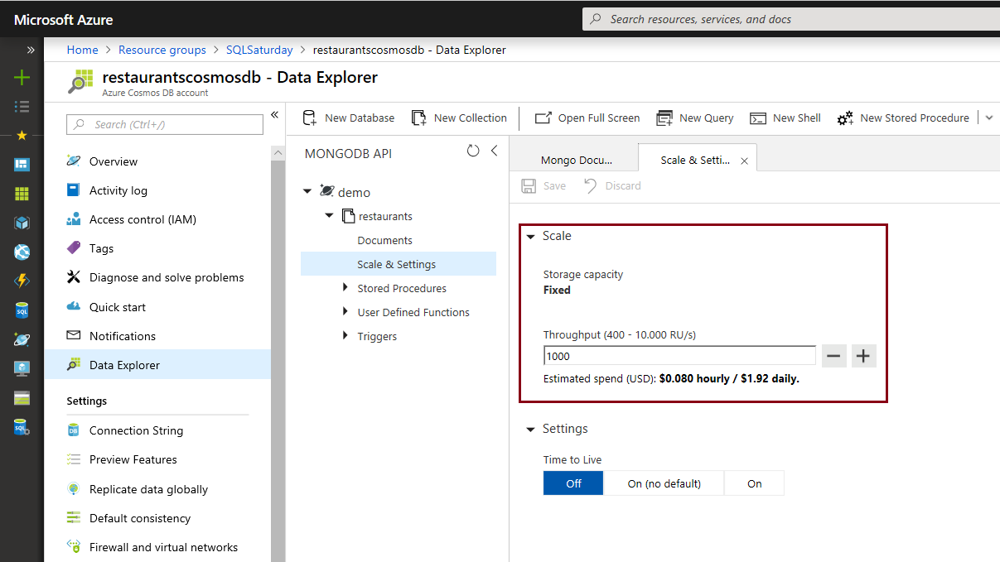 Microsoft Azure
Search resources, services, and docs
Home > Resource groups > SQLSaturday > restaurantscosmosdb - Data Explorer
restaurantscosmosdb - Data Explorer
Azure Cosmos DB account
Search (Ctrl+/)
Overview
Activity log
Access control (IAM)
Tags
Diagnose and solve problems
Quick start
Notifications
Data Explorer
Settings
Connection String
Preview Features
Replicate data globally
Default consistency
Firewall and virtual networks
New Database
New Collection
Open Full Screen
New Query
New Shell
New Stored Procedure
MONGODB API
demo
restaurants
Documents
Scale & Settings
Stored Procedures
User Defined Functions
Triggers
Mongo Docu...
Scale & Setti...
Save
Discard
Scale
Storage capacity
Fixed
Throughput (400 - 10.000 RU/s)
1000
Estimated spend (USD): $0.080 hourly / $1.92 daily.
Settings
Time to Live
Off
On (no default)
On
SQL
DB
SQL